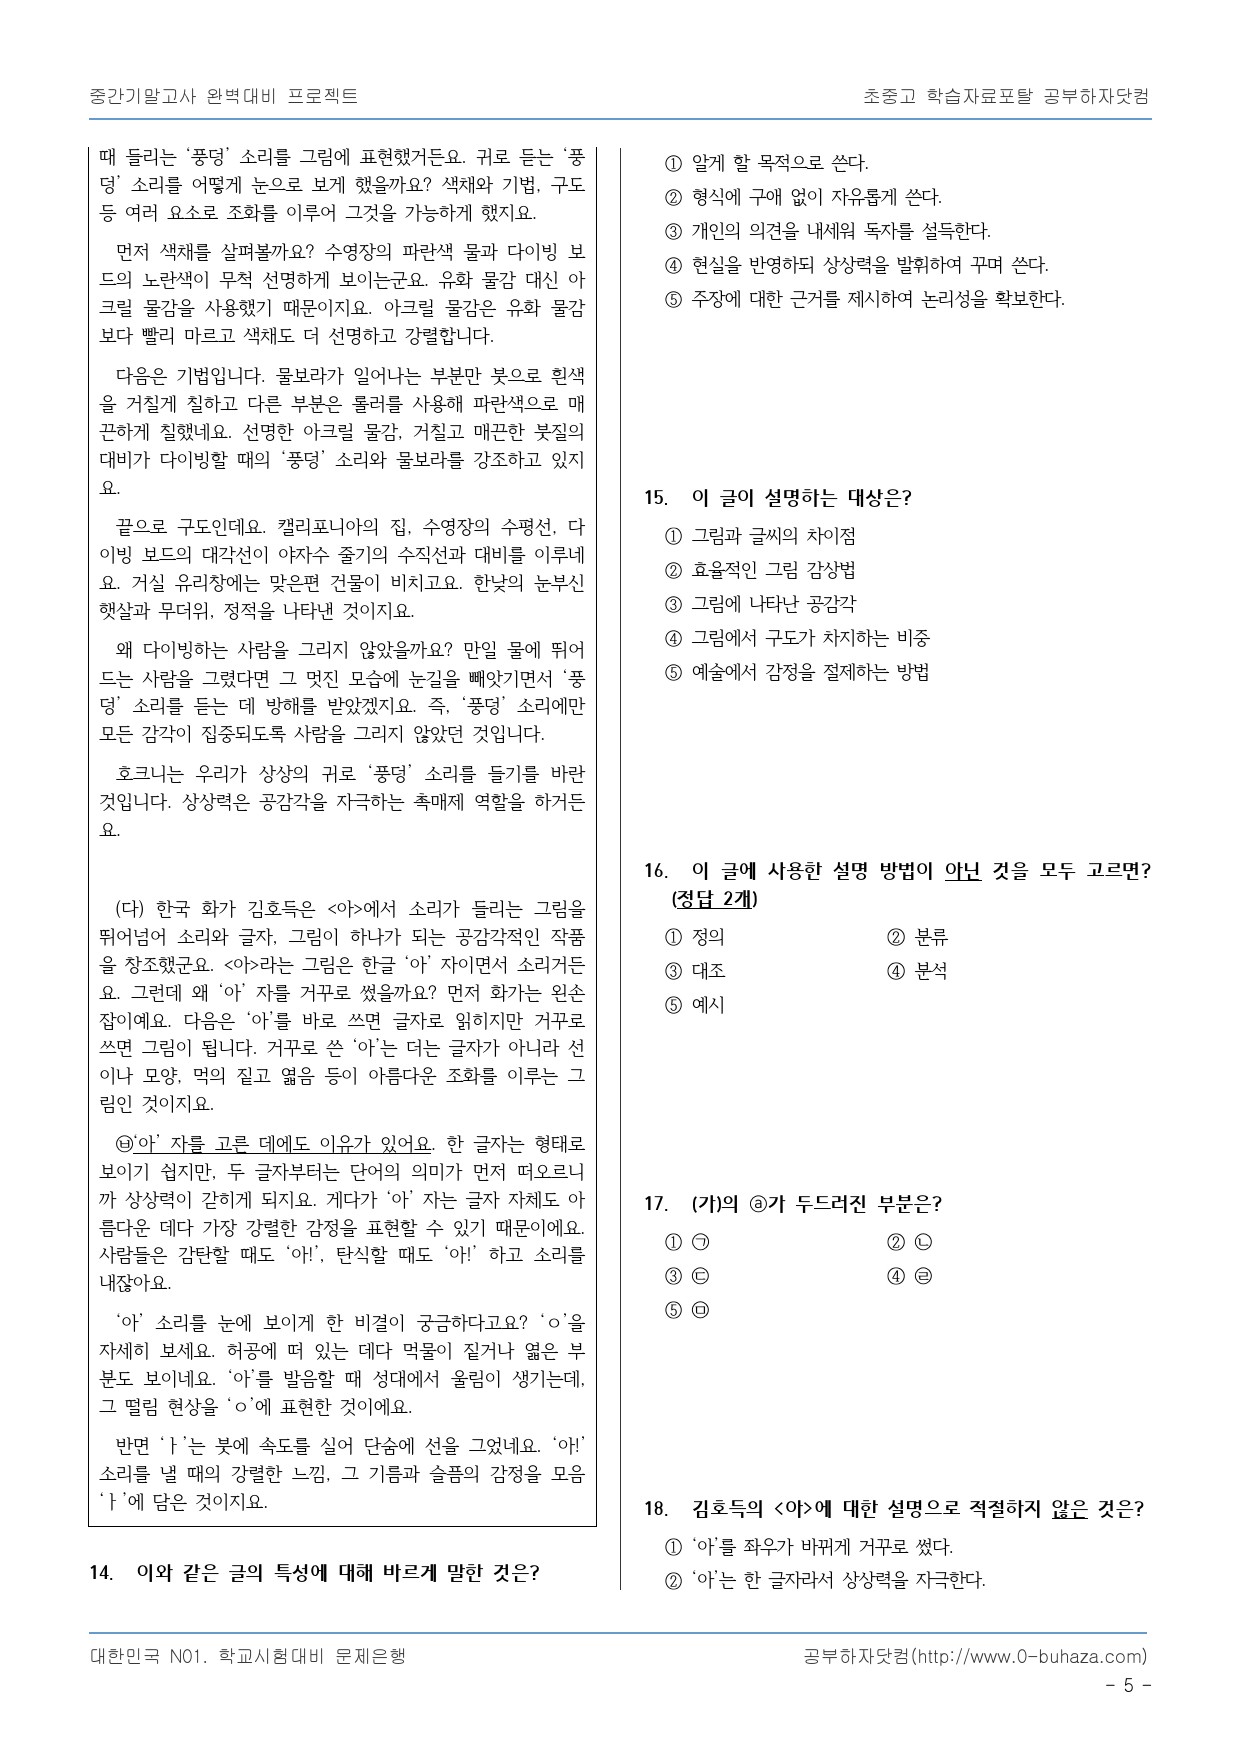 중간기말고사 완벽대비 프로젝트
초중고 학습자료포탈 공부하자닷컴
때 들리는 ‘풍덩’ 소리를 그림에 표현했거든요. 귀로 듣는 ‘풍
덩’ 소리를 어떻게 눈으로 보게 했을까요? 색채와 기법, 구도
등 여러 요소로 조화를 이루어 그것을 가능하게 했지요.
먼저 색채를 살펴볼까요? 수영장의 파란색 물과 다이빙 보
드의 노란색이 무척 선명하게 보이는군요. 유화 물감 대신 아
크릴 물감을 사용했기 때문이지요. 아크릴 물감은 유화 물감
보다 빨리 마르고 색채도 더 선명하고 강렬합니다.
다음은 기법입니다. 물보라가 일어나는 부분만 붓으로 흰색
을 거칠게 칠하고 다른 부분은 롤러를 사용해 파란색으로 매
끈하게 칠했네요. 선명한 아크릴 물감, 거칠고 매끈한 붓질의
대비가 다이빙할 때의 ‘풍덩’ 소리와 물보라를 강조하고 있지
요.
끝으로 구도인데요. 캘리포니아의 집, 수영장의 수평선, 다
이빙 보드의 대각선이 야자수 줄기의 수직선과 대비를 이루네
요. 거실 유리창에는 맞은편 건물이 비치고요. 한낮의 눈부신
햇살과 무더위, 정적을 나타낸 것이지요.
왜 다이빙하는 사람을 그리지 않았을까요? 만일 물에 뛰어
드는 사람을 그렸다면 그 멋진 모습에 눈길을 빼앗기면서 ‘풍
덩’ 소리를 듣는 데 방해를 받았겠지요. 즉, ‘풍덩’ 소리에만
모든 감각이 집중되도록 사람을 그리지 않았던 것입니다.
호크니는 우리가 상상의 귀로 ‘풍덩’ 소리를 듣기를 바란
것입니다. 상상력은 공감각을 자극하는 촉매제 역할을 하거든
요.
(다) 한국 화가 김호득은 <아>에서 소리가 들리는 그림을
뛰어넘어 소리와 글자, 그림이 하나가 되는 공감각적인 작품
을 창조했군요. <아>라는 그림은 한글 ‘아’ 자이면서 소리거든
요. 그런데 왜 ‘아’ 자를 거꾸로 썼을까요? 먼저 화가는 왼손
잡이예요. 다음은 ‘아’를 바로 쓰면 글자로 읽히지만 거꾸로
쓰면 그림이 됩니다. 거꾸로 쓴 ‘아’는 더는 글자가 아니라 선
이나 모양, 먹의 짙고 엷음 등이 아름다운 조화를 이루는 그
림인 것이지요.
㉥‘아’ 자를 고른 데에도 이유가 있어요. 한 글자는 형태로
보이기 쉽지만, 두 글자부터는 단어의 의미가 먼저 떠오르니
까 상상력이 갇히게 되지요. 게다가 ‘아’ 자는 글자 자체도 아
름다운 데다 가장 강렬한 감정을 표현할 수 있기 때문이에요.
사람들은 감탄할 때도 ‘아!’, 탄식할 때도 ‘아!’ 하고 소리를
내잖아요.
‘아’ 소리를 눈에 보이게 한 비결이 궁금하다고요? ‘ㅇ’을
자세히 보세요. 허공에 떠 있는 데다 먹물이 짙거나 엷은 부
분도 보이네요. ‘아’를 발음할 때 성대에서 울림이 생기는데,
그 떨림 현상을 ‘ㅇ’에 표현한 것이에요.
반면 ‘ㅏ’는 붓에 속도를 실어 단숨에 선을 그었네요. ‘아!’
소리를 낼 때의 강렬한 느낌, 그 기쁨과 슬픔의 감정을 모음
‘ㅏ’에 담은 것이지요.
14. 이와 같은 글의 특성에 대해 바르게 말한 것은?
① 알게 할 목적으로 쓴다.
② 형식에 구애 없이 자유롭게 쓴다.
③ 개인의 의견을 내세워 독자를 설득한다.
④ 현실을 반영하되 상상력을 발휘하여 꾸며 쓴다.
⑤ 주장에 대한 근거를 제시하여 논리성을 확보한다.
15. 이 글이 설명하는 대상은?
① 그림과 글씨의 차이점
② 효율적인 그림 감상법
③ 그림에 나타난 공감각
④ 그림에서 구도가 차지하는 비중
⑤ 예술에서 감정을 절제하는 방법
16. 이 글에 사용한 설명 방법이 아닌 것을 모두 고르면?
(정답 2개)
① 정의 ② 분류
③ 대조 ④ 분석
⑤ 예시
17. (가)의 ⓐ가 두드러진 부분은?
① ㉠ ② ㉡
③ ㉢ ④ ㉣
⑤ ㉤
18. 김호득의 <아>에 대한 설명으로 적절하지 않은 것은?
① ‘아’를 좌우가 바뀌게 거꾸로 썼다.
② ‘아’는 한 글자라서 상상력을 자극한다.
대한민국 N01. 학교시험대비 문제은행
공부하자닷컴(http://www.0-buhaza.com)
- 5 -